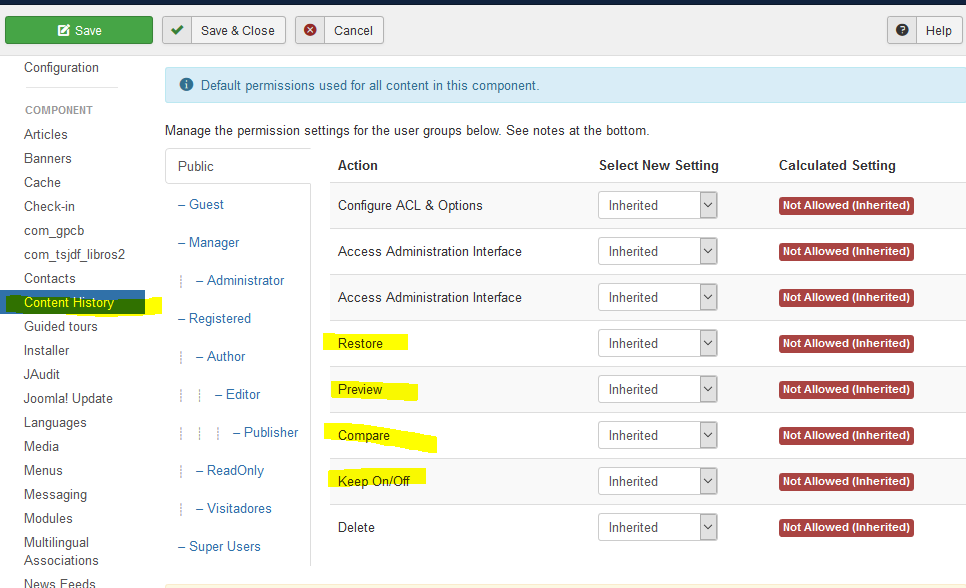 Save
Save & Close
Cancel
Help
Configuration
COMPONENT
Articles
Banners
Cache
Check-in
com_gpcb
com_tsjdf_libros2
Contacts
Content History
Guided tours
Installer
JAudit
Joomla! Update
Languages
Media
Menus
Messaging
Modules
Multilingual
Associations
News Feeds
Default permissions used for all content in this component.
Manage the permission settings for the user groups below. See notes at the bottom.
Public
– Guest
– Manager
– Administrator
– Registered
– Author
– Editor
– Publisher
– ReadOnly
– Visitadores
– Super Users
Action Select New Setting Calculated Setting
Configure ACL & Options Inherited Not Allowed (Inherited)
Access Administration Interface Inherited Not Allowed (Inherited)
Access Administration Interface Inherited Not Allowed (Inherited)
Restore Inherited Not Allowed (Inherited)
Preview Inherited Not Allowed (Inherited)
Compare Inherited Not Allowed (Inherited)
Keep On/Off Inherited Not Allowed (Inherited)
Delete Inherited Not Allowed (Inherited)